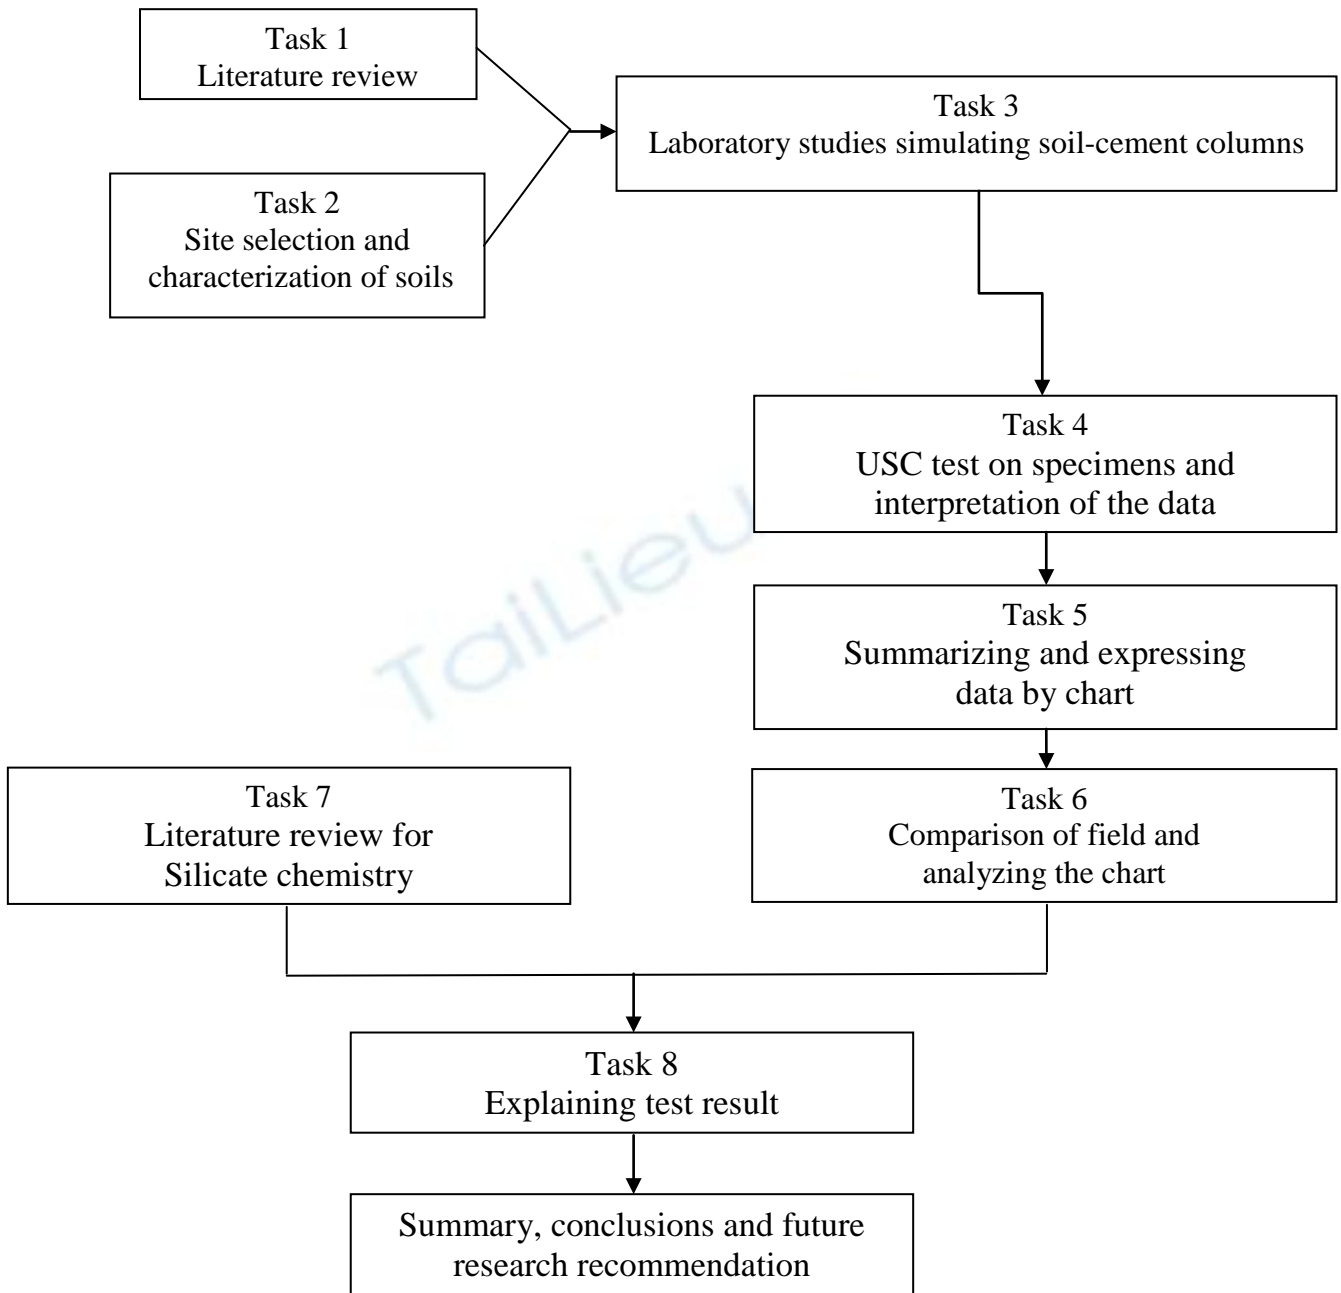 Task 1
Literature review
Task 2
Site selection and
characterization of soils
Task 3
Laboratory studies simulating soil-cement columns
Task 4
USC test on specimens and
interpretation of the data
Task 5
Summarizing and expressing
data by chart
Task 6
Comparison of field and
analyzing the chart
Task 7
Literature review for
Silicate chemistry
Task 8
Explaining test result
Summary, conclusions and future
research recommendation
TaiLieu